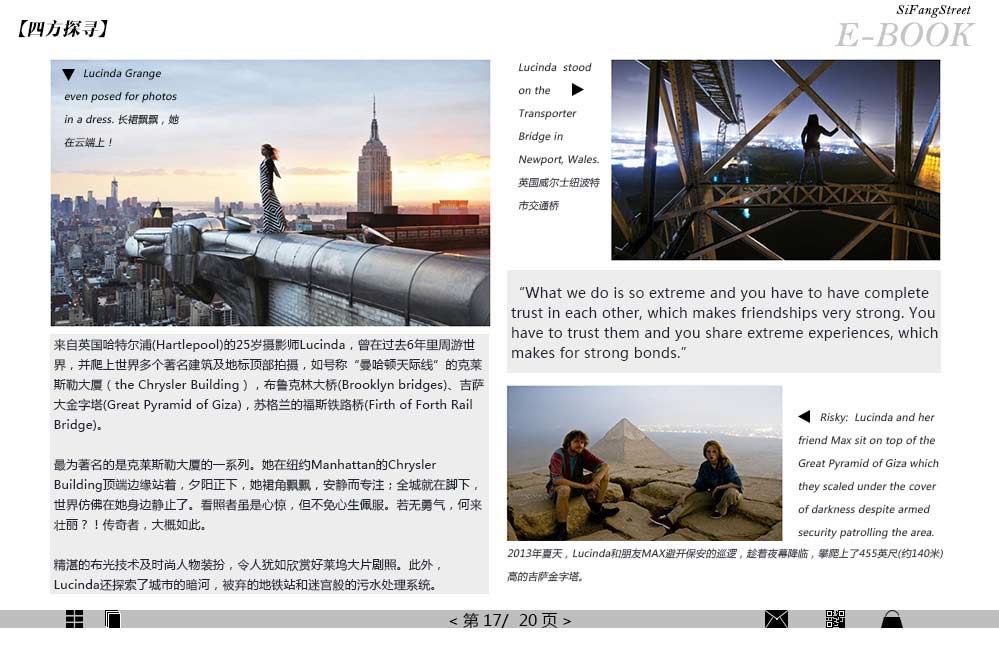 【四方探寻】
SiFangStreet
E-BOOK
Lucinda Grange
even posed for photos
in a dress. 长裙飘飘，她
在云端上！
来自英国哈特尔浦(Hartlepool)的25岁摄影师Lucinda，曾在过去6年里周游世
界，并爬上世界多个著名建筑及地标顶部拍摄，如号称“曼哈顿天际线”的克莱
斯勒大厦（the Chrysler Building），布鲁克林大桥(Brooklyn bridges)、吉萨
大金字塔(Great Pyramid of Giza)，苏格兰的福斯铁路桥(Firth of Forth Rail
Bridge)。
最为著名的是克莱斯勒大厦的一系列。她在纽约Manhattan的Chrysler
Building顶端边缘站着，夕阳正下，她裙角飘飘，安静而专注；全城就在脚下，
世界仿佛在她身边静止了。看照者虽是心惊，但不免心生佩服。若无勇气，何来
壮丽？！传奇者，大概如此。
精湛的布光技术及时尚人物装扮，令人犹如欣赏好莱坞大片剧照。此外，
Lucinda还探索了城市的暗河，被弃的地铁站和迷宫般的污水处理系统。
Lucinda stood
on the
Transporter
Bridge in
Newport, Wales.
英国威尔士纽波特
市交通桥
“What we do is so extreme and you have to have complete
trust in each other, which makes friendships very strong. You
have to trust them and you share extreme experiences, which
makes for strong bonds.”
Risky: Lucinda and her
friend Max sit on top of the
Great Pyramid of Giza which
they scaled under the cover
of darkness despite armed
security patrolling the area.
2013年夏天，Lucinda和朋友MAX避开保安的巡逻，趁着夜幕降临，攀爬上了455英尺(约140米)
高的吉萨金字塔。
< 第 17/ 20 页 >